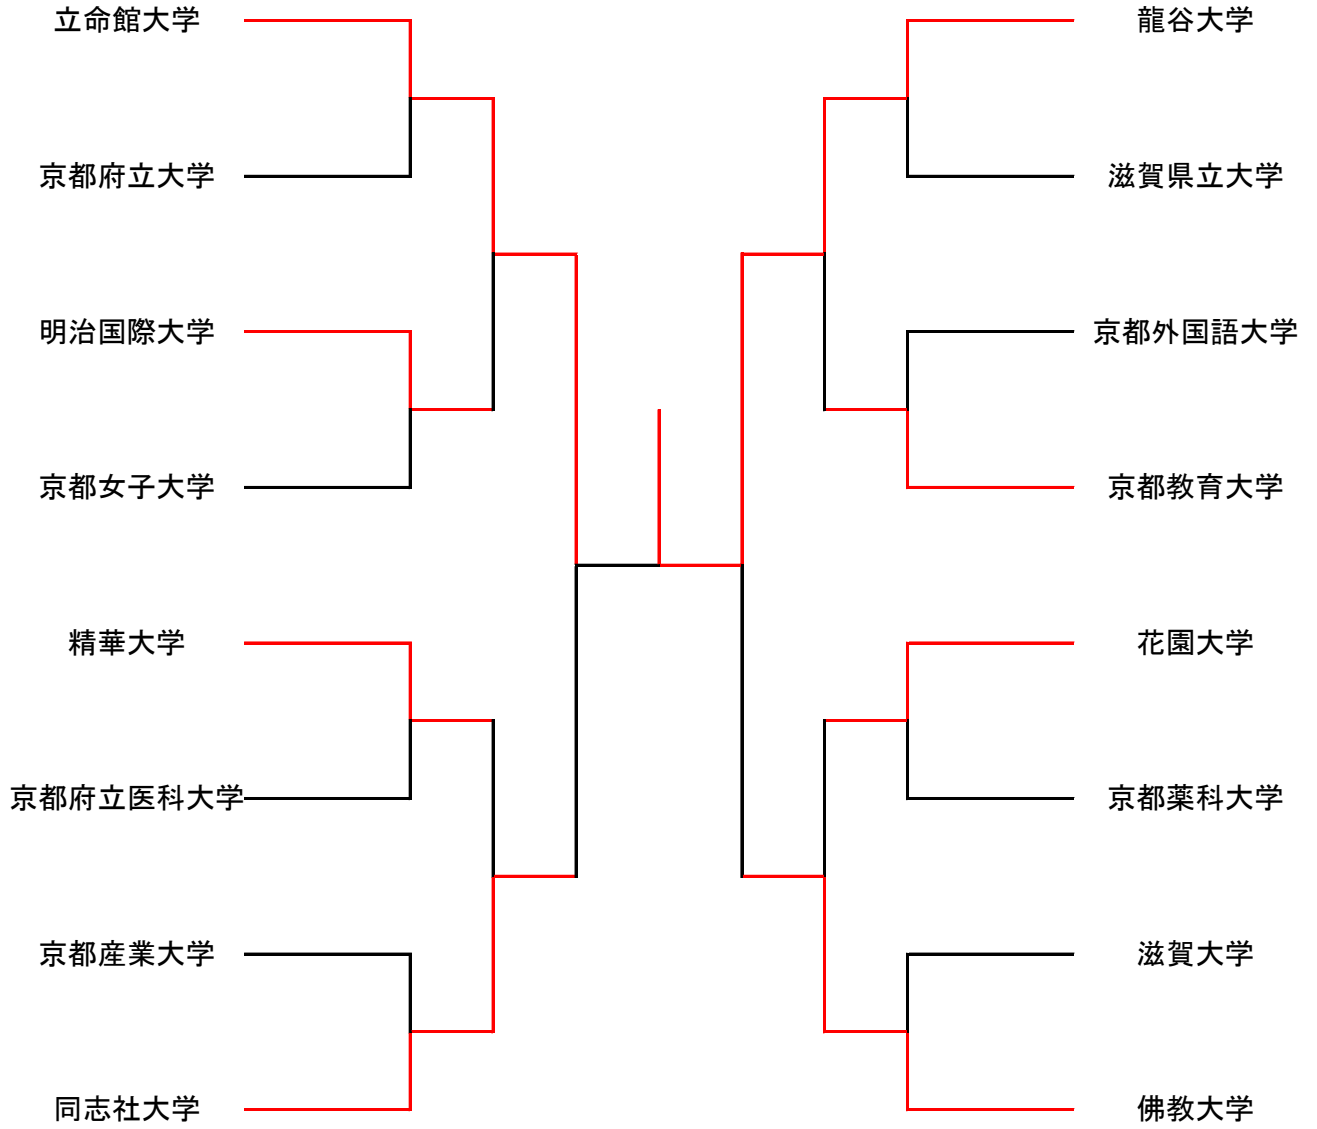 立命館大学
京都府立大学
明治国際大学
京都女子大学
精華大学
京都府立医科大学
京都産業大学
同志社大学
龍谷大学
滋賀県立大学
京都外国語大学
京都教育大学
花園大学
京都薬科大学
滋賀大学
佛教大学